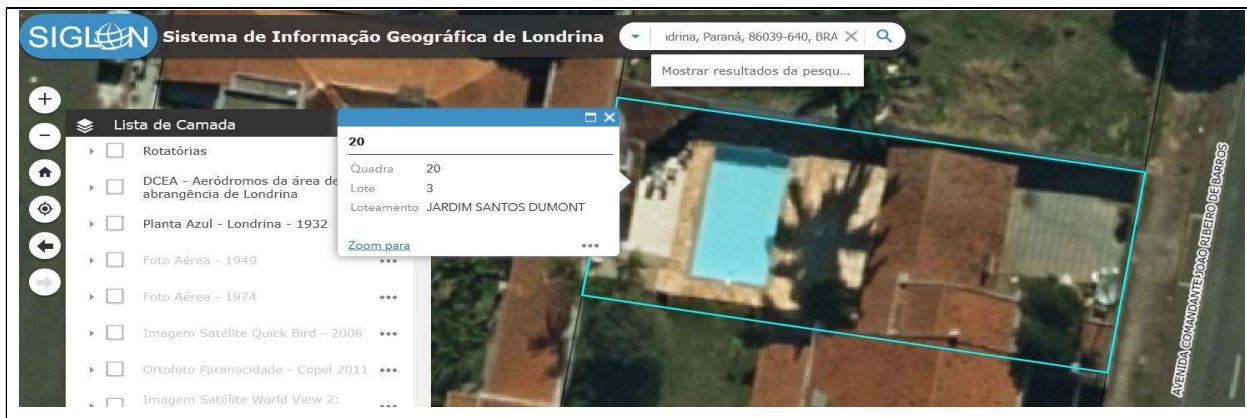 SIGLON Sistema de Informação Geográfica de Londrina
drina, Paraná, 86039-640, BRA
Mostrar resultados da pesqu...
Lista de Camada
Rotatórias
DCEA - Aeródromos da área de
abrangência de Londrina
Planta Azul - Londrina - 1932
Foto Aérea - 1949
Foto Aérea - 1974
Imagem Satélite Quick Bird - 2006
Ortofoto Paranacidade - Copel 2011
Imagem Satélite World View 2:
20
Quadra 20
Lote 3
Loteamento JARDIM SANTOS DUMONT
Zoom para
AVENIDA COMANDANTE JOAO RIBEIRO DE BARROS